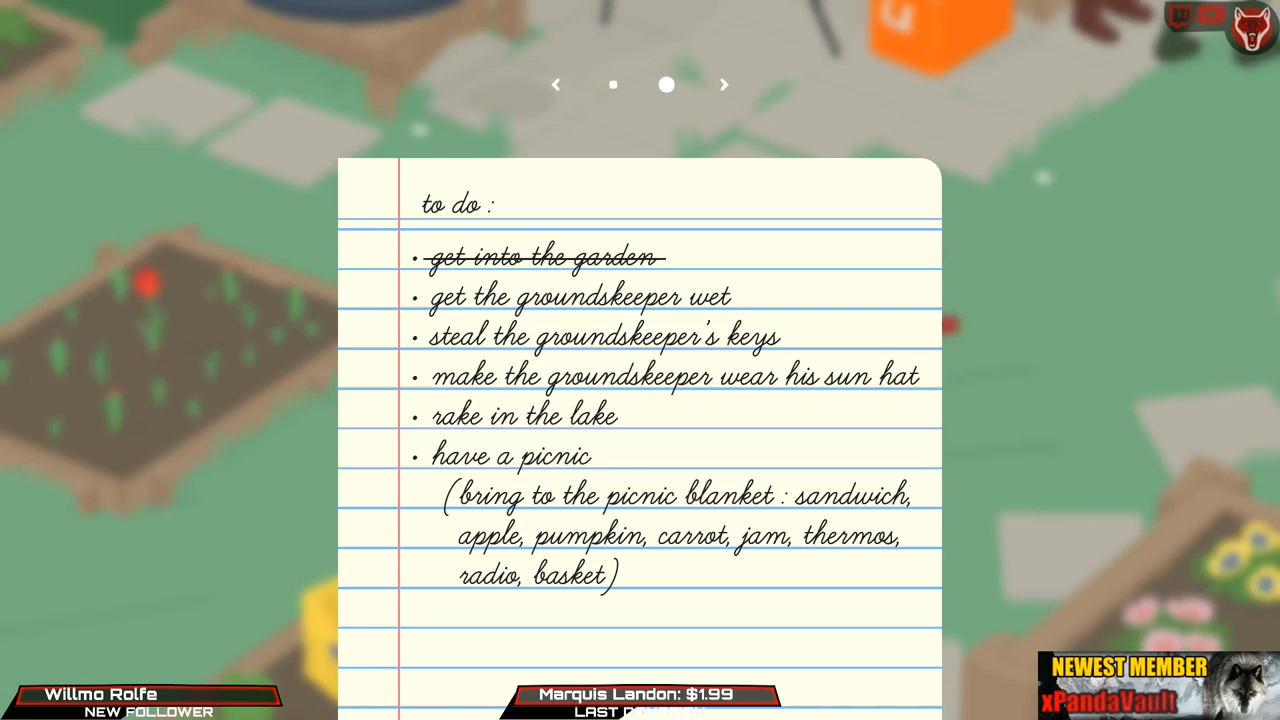 to do :
• get into the garden
• get the groundskeeper wet
• steal the groundskeeper's keys
• make the groundskeeper wear his sun hat
• rake in the lake
• have a picnic
(bring to the picnic blanket : sandwich,
apple, pumpkin, carrot, jam, thermos,
radio, basket)
Willmo Rolfe
NEW FOLLOWER
Marquis Landon: $1.99
LAST
NEWEST MEMBER
xPandaVault